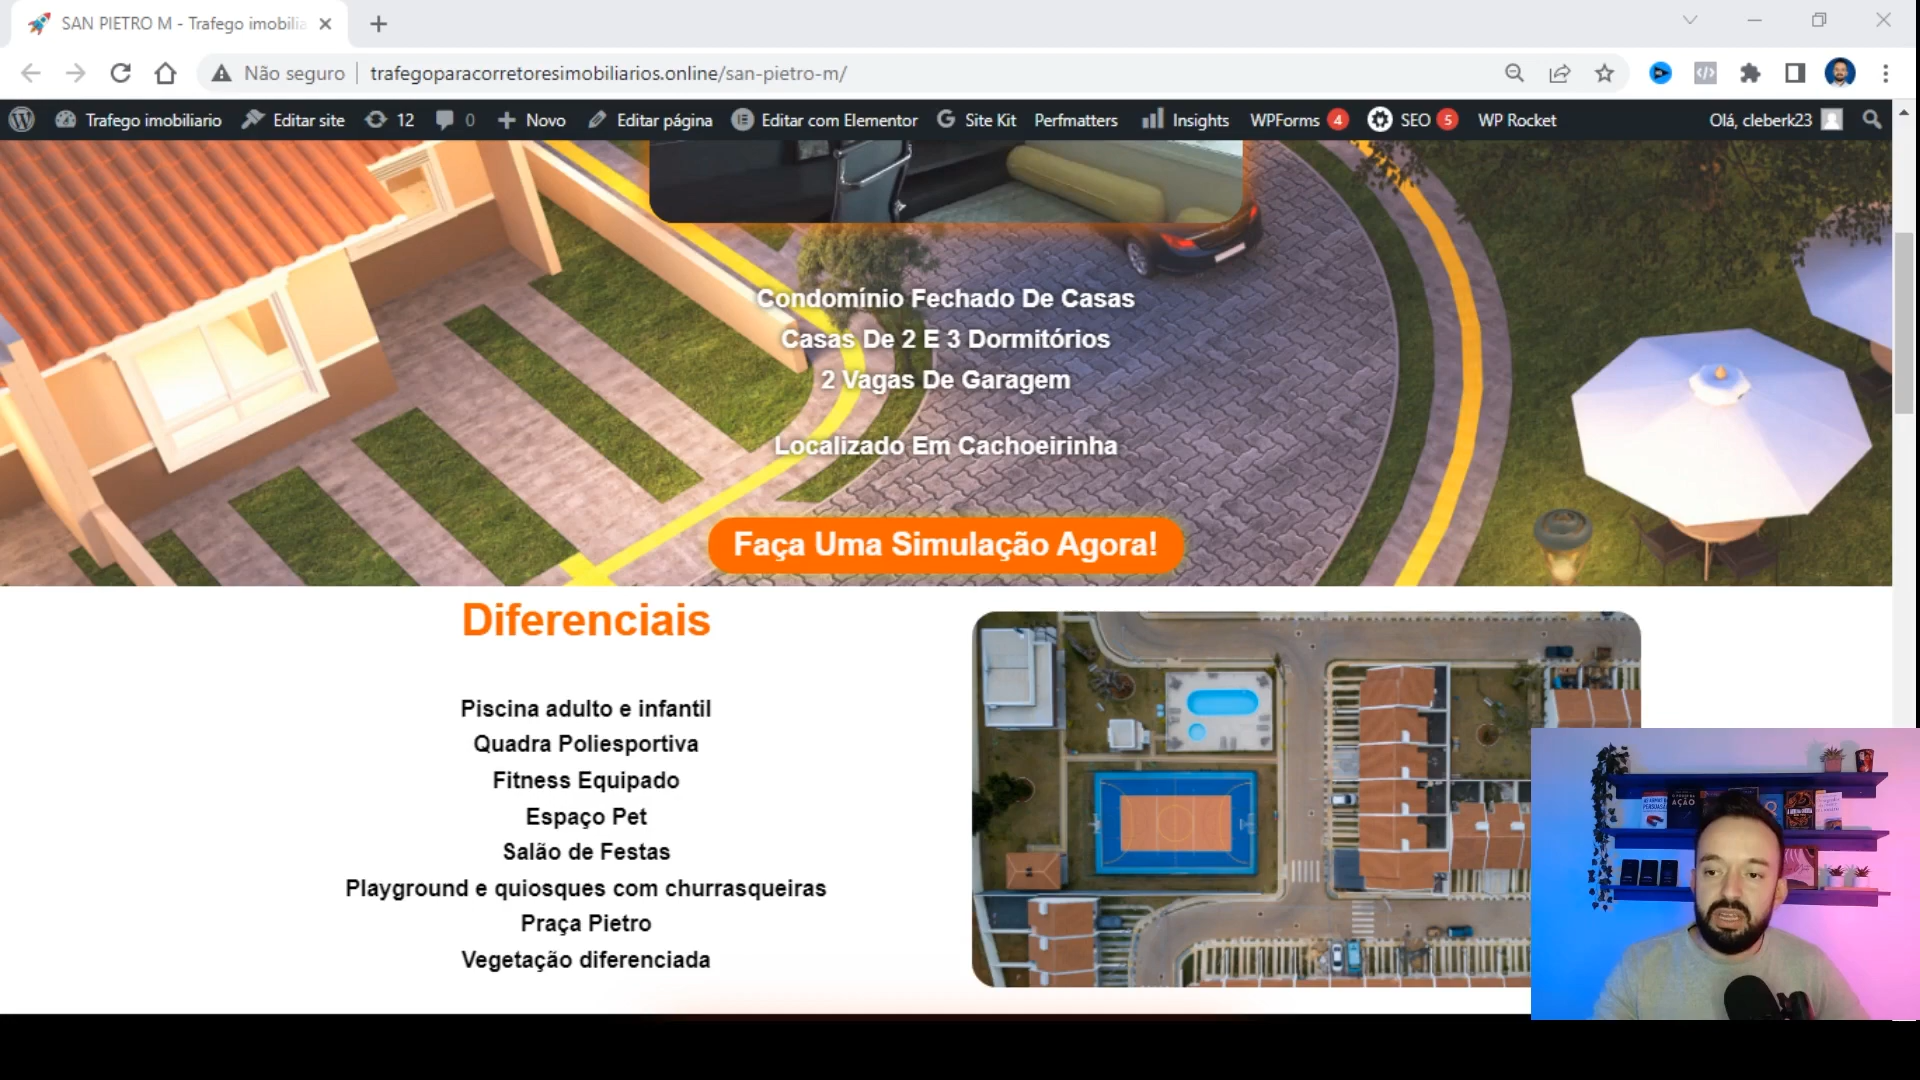 SAN PIETRO M - Trafego imobilia
Não seguro
trafegoparacorretoresimobiliarios.online/san-pietro-m/
Trafego imobiliario
Editar site
12
0
Novo
Editar página
Editar com Elementor
Site Kit
Perfmatters
Insights
WPForms 4
SEO 5
WP Rocket
Olá, cleberk23
Condomínio Fechado De Casas
Casas De 2 E 3 Dormitórios
2 Vagas De Garagem
Localizado Em Cachoeirinha
Faça Uma Simulação Agora!
Diferenciais
Piscina adulto e infantil
Quadra Poliesportiva
Fitness Equipado
Espaço Pet
Salão de Festas
Playground e quiosques com churrasqueiras
Praça Pietro
Vegetação diferenciada
AÇÃO